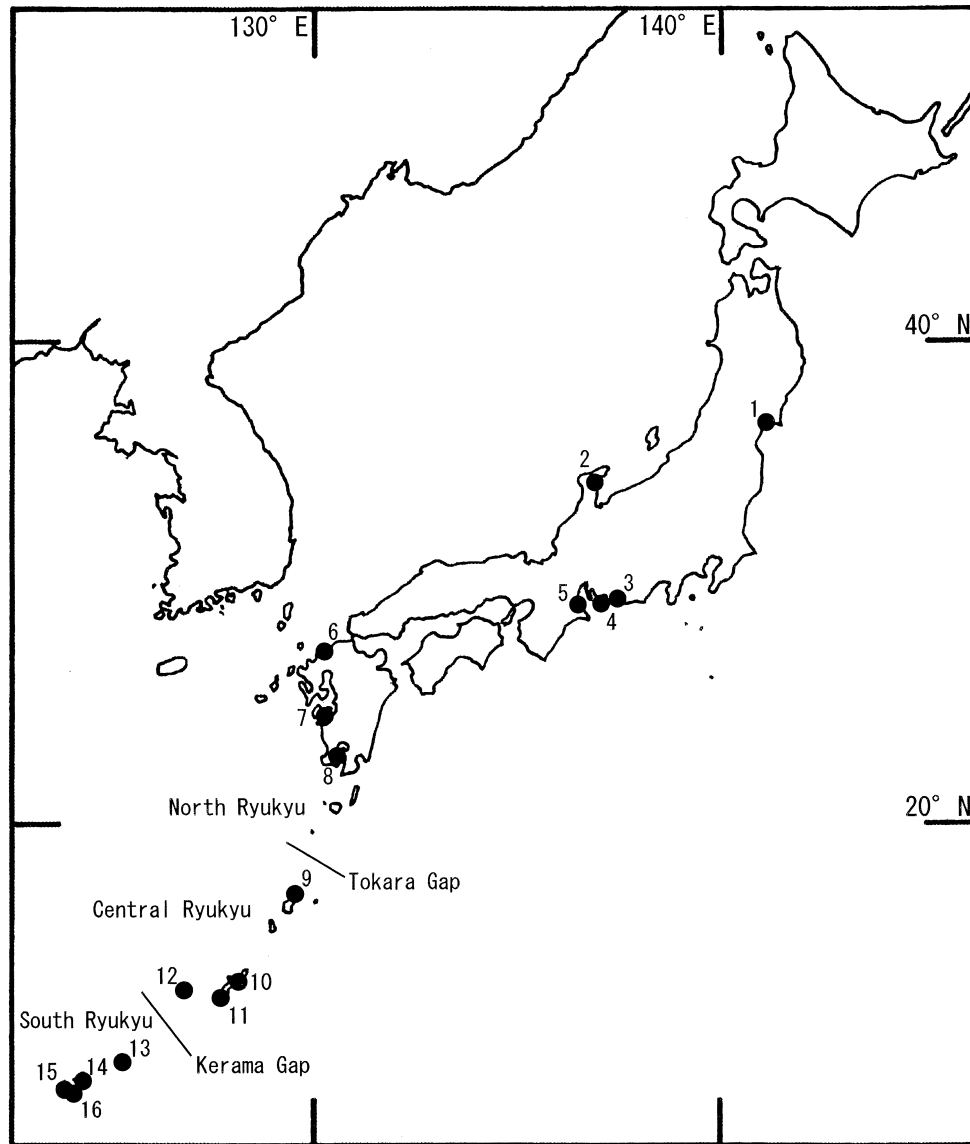 130° E
140° E
40° N
1
2
3
5
4
6
7
8
North Ryukyu
20° N
Tokara Gap
9
Central Ryukyu
12
10
11
South Ryukyu
13
Kerama Gap
15
14
16